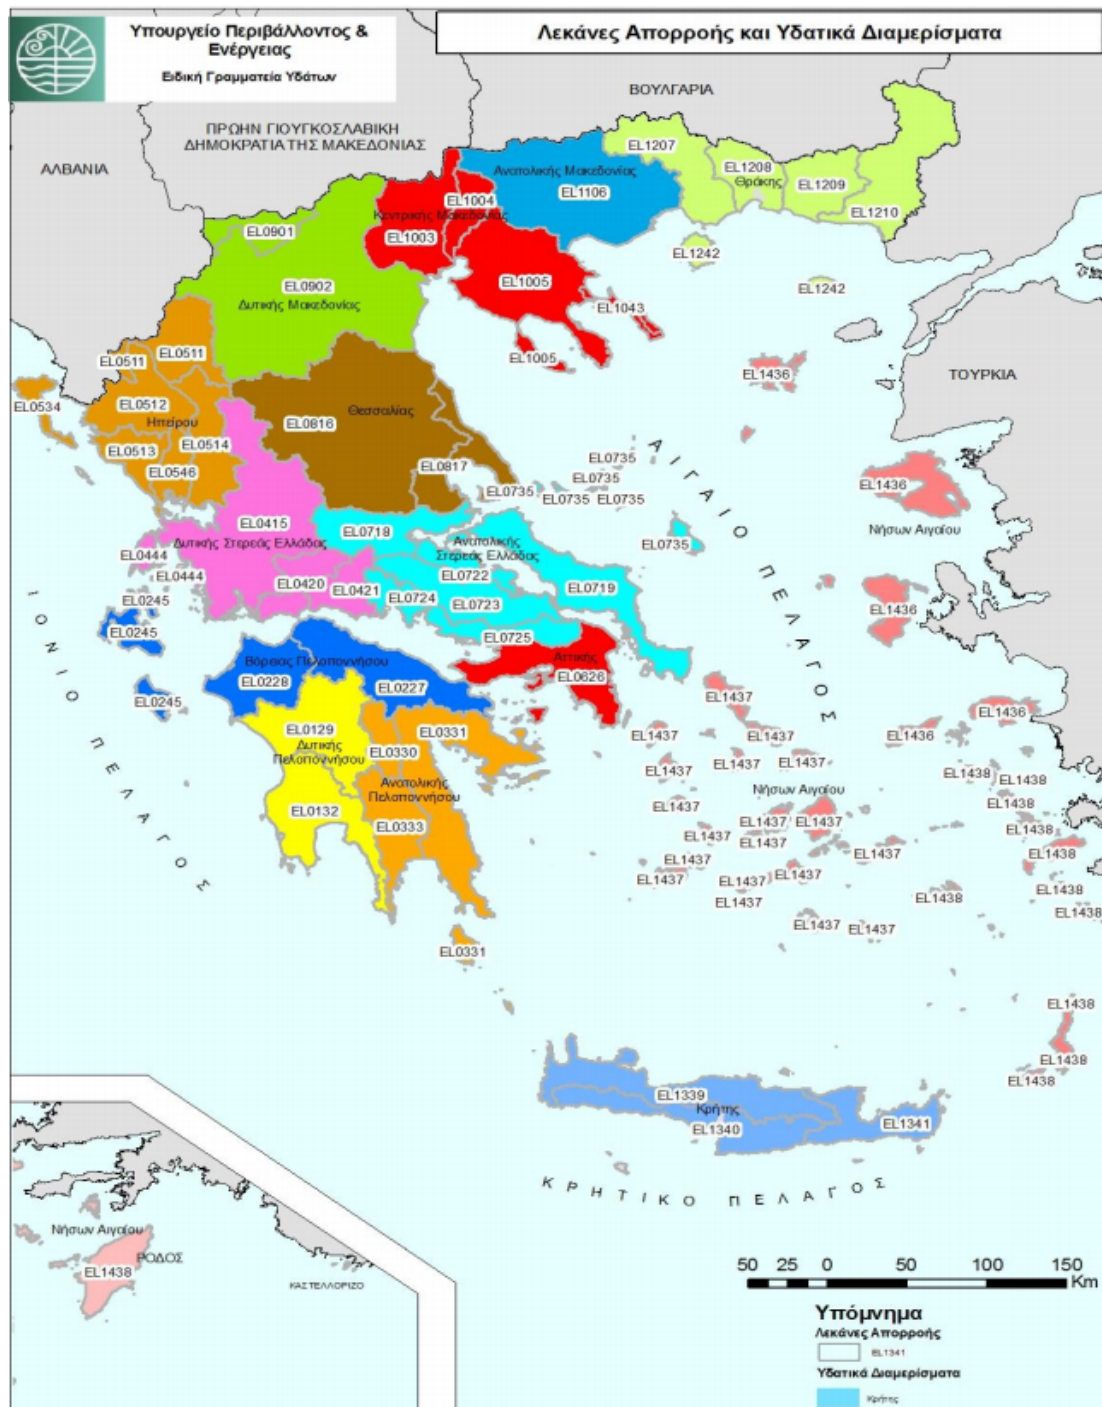 Υπουργείο Περιβάλλοντος &
Ενέργειας
Ειδική Γραμματεία Υδάτων
Λεκάνες Απορροής και Υδατικά Διαμερίσματα
ΒΟΥΛΓΑΡΙΑ
ΠΡΩΗΝ ΓΙΟΥΓΚΟΣΛΑΒΙΚΗ
ΔΗΜΟΚΡΑΤΙΑ ΤΗΣ ΜΑΚΕΔΟΝΙΑΣ
ΑΛΒΑΝΙΑ
EL1207
EL1208
Θράκης
EL1209
EL1210
Ανατολικής Μακεδονίας
EL1106
EL1004
Κεντρικής Μακεδονίας
EL1003
EL0901
EL1242
EL0902
Δυτικής Μακεδονίας
EL1005
EL1242
EL1043
EL1005
EL0511
EL0511
EL1436
ΤΟΥΡΚΙΑ
EL0534
EL0512
Ηπείρου
EL0816
Θεσσαλίας
EL0514
EL0513
EL0546
EL0817
EL0735
EL0735
EL0735
EL0735
EL0735
ΑΙΓΑΙΟ ΠΕΛΑΓΟΣ
EL1436
Νήσων Αιγαίου
EL0415
Δυτικής Στερεάς Ελλάδας
EL0718
Ανατολικής
Στερεάς Ελλάδας
EL0735
EL0444
EL0444
EL0420
EL0421
EL0722
EL0724
EL0723
EL0719
EL1436
EL0245
EL0245
ΙΟΝΙΟ ΠΕΛΑΓΟΣ
EL0725
Αττικής
EL0626
Βόρειας Πελοποννήσου
EL0228
EL0227
EL0245
EL1437
EL1436
EL0129
Δυτικής
Πελοποννήσου
EL0330
EL0331
EL1437
EL1437
EL1436
EL1437
EL1437
EL1437
EL1438
EL1438
Ανατολικής
Πελοποννήσου
Νήσων Αιγαίου
EL0132
EL0333
EL1437
EL1438
EL1437
EL1437
EL1437
EL1437
EL1438
EL1437
EL1437
EL1438
EL1437
EL1437
EL1437
EL1437
EL1438
EL1438
EL1437
EL1438
EL1437
EL1437
EL0331
EL1438
EL1438
EL1438
EL1339
Κρήτης
EL1340
EL1341
ΚΡΗΤΙΚΟ ΠΕΛΑΓΟΣ
Νήσων Αιγαίου
ΡΟΔΟΣ
EL1438
ΚΑΣΤΕΛΛΟΡΙΖΟ
50 25 0 50 100 150
Km
Υπόμνημα
Λεκάνες Απορροής
EL1341
Υδατικά Διαμερίσματα
Κρήτης